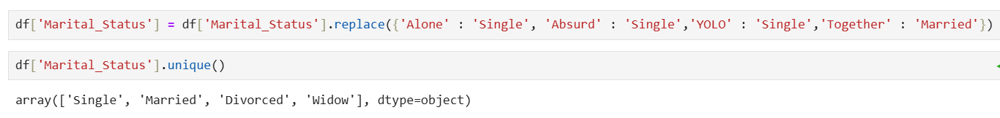 df['Marital_Status'] = df['Marital_Status'].replace({'Alone' : 'Single', 'Absurd' : 'Single','YOLO' : 'Single','Together' : 'Married'})
df['Marital_Status'].unique()
array(['Single', 'Married', 'Divorced', 'Widow'], dtype=object)